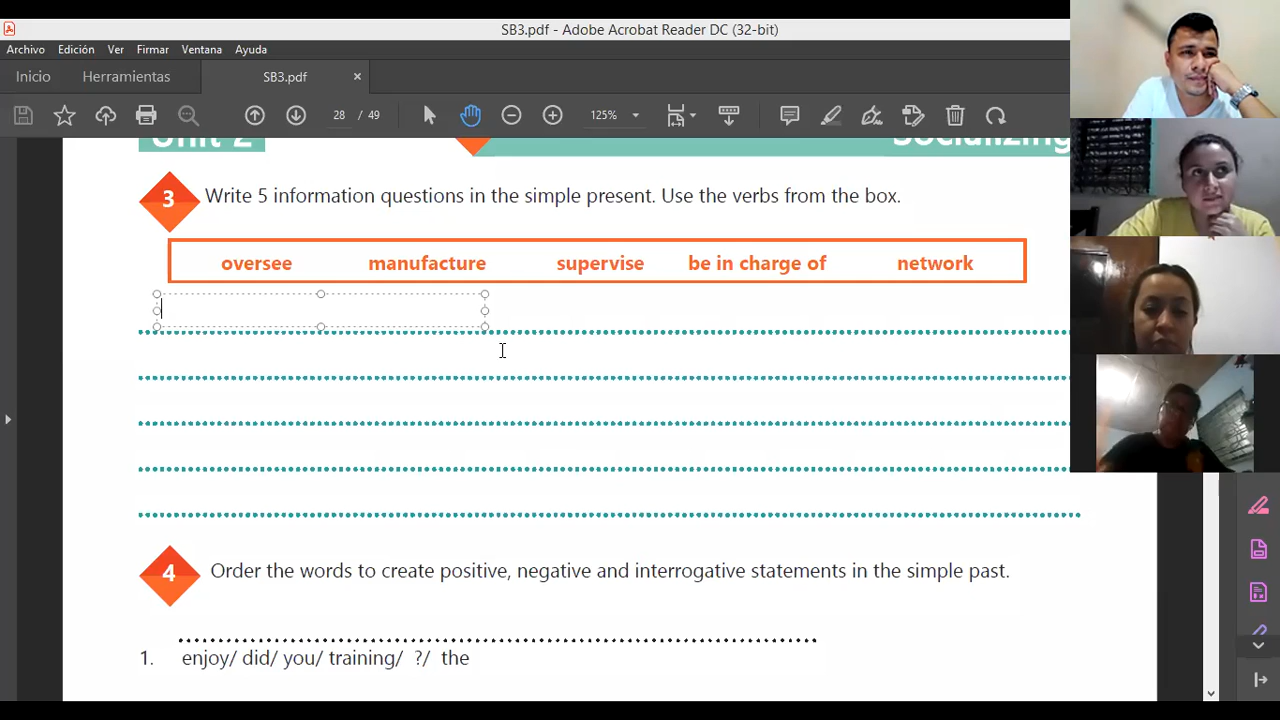 SB3.pdf - Adobe Acrobat Reader DC (32-bit)
Archivo Edición Ver Firmar Ventana Ayuda
Inicio Herramientas SB3.pdf ×
28 / 49 125%
Unit 2 Socializing
3 Write 5 information questions in the simple present. Use the verbs from the box.
oversee manufacture supervise be in charge of network
4 Order the words to create positive, negative and interrogative statements in the simple past.
1. enjoy/ did/ you/ training/ ?/ the